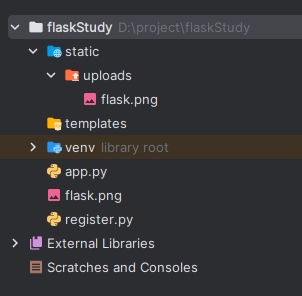 flaskStudy D:\project\flaskStudy
static
uploads
flask.png
templates
venv library root
app.py
flask.png
register.py
External Libraries
Scratches and Consoles